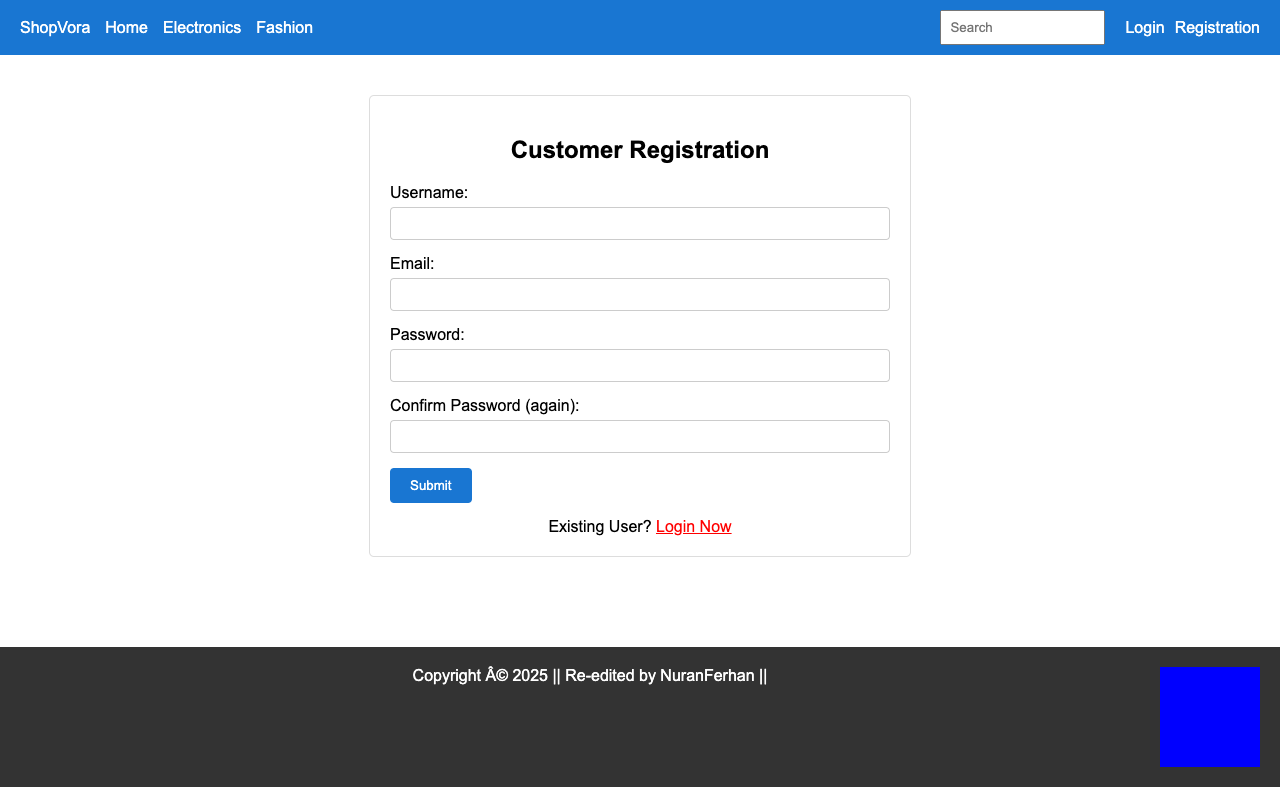 ShopVora Home Electronics Fashion Search Login Registration
Customer Registration
Username:
Email:
Password:
Confirm Password (again):
Submit
Existing User? Login Now
Copyright Â© 2025 || Re-edited by NuranFerhan ||